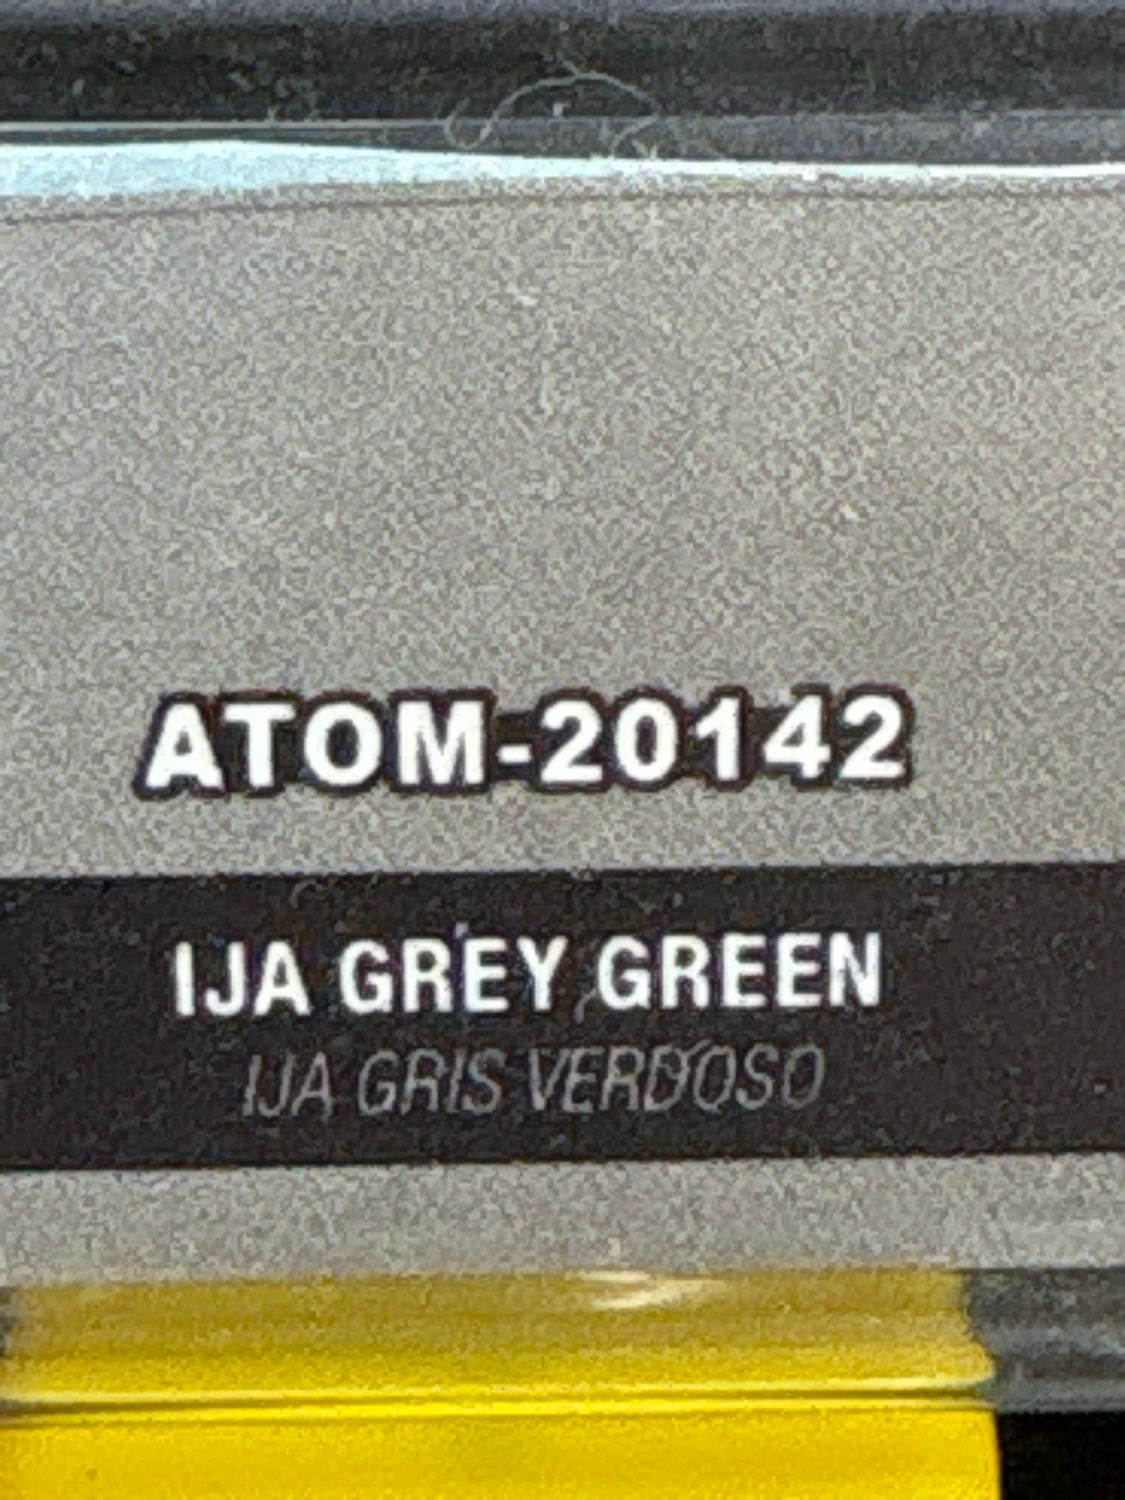 ATOM-20142
IJA GREY GREEN
IJA GRIS VERDOSO